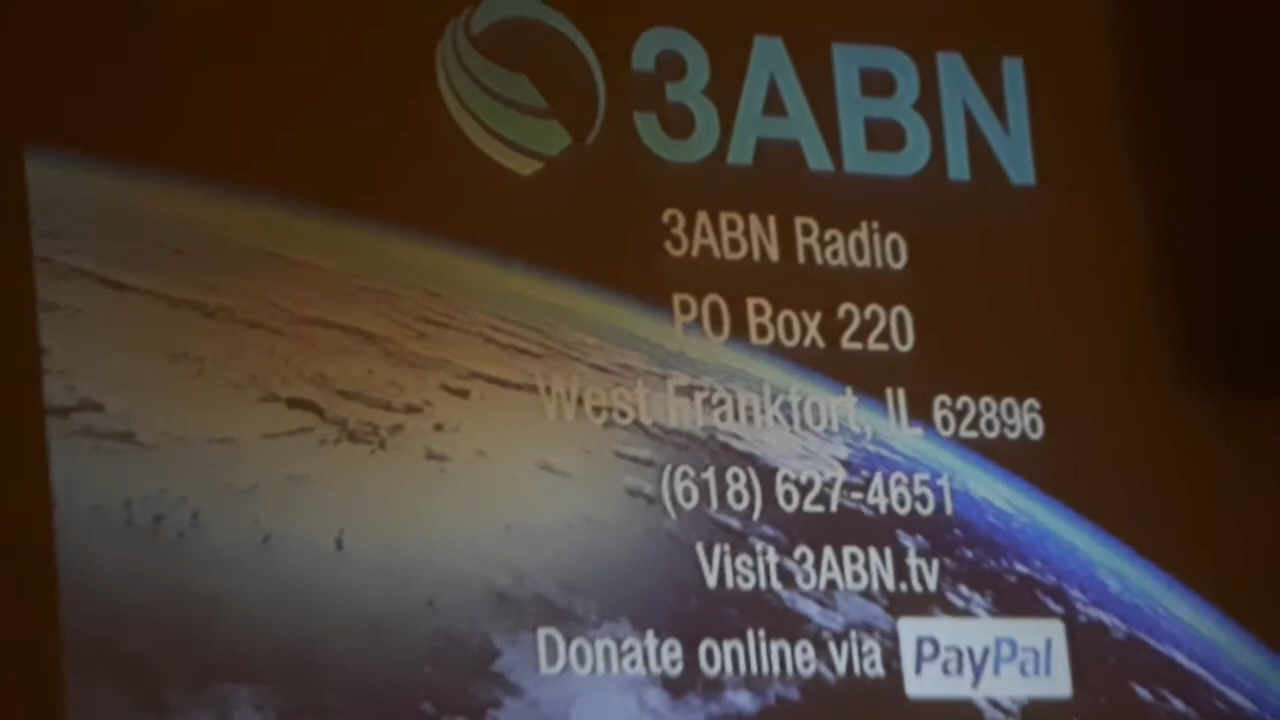 3ABN
3ABN Radio
PO Box 220
West Frankfort, IL 62896
(618) 627-4651
Visit 3ABN.tv
Donate online via PayPal